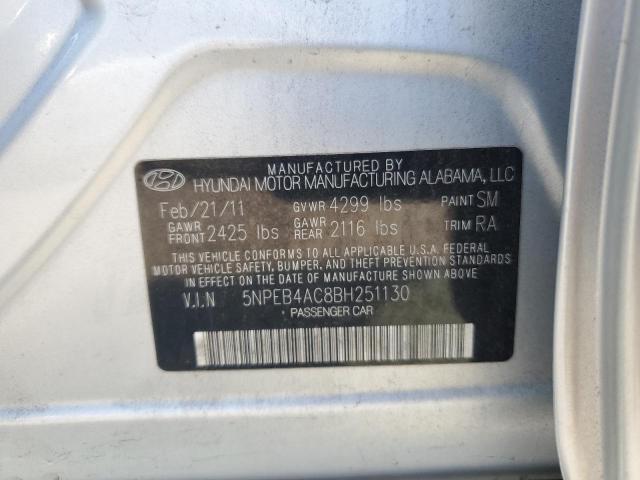 MANUFACTURED BY
HYUNDAI MOTOR MANUFACTURING ALABAMA, LLC
Feb/21/11 GVWR 4299 lbs PAINT SM
GAWR FRONT 2425 lbs GAWR REAR 2116 lbs TRIM RA
THIS VEHICLE CONFORMS TO ALL APPLICABLE U.S.A. FEDERAL
MOTOR VEHICLE SAFETY, BUMPER, AND THEFT PREVENTION STANDARDS
IN EFFECT ON THE DATE OF MANUFACTURE SHOWN ABOVE.
V.I.N 5NPEB4AC8BH251130
PASSENGER CAR